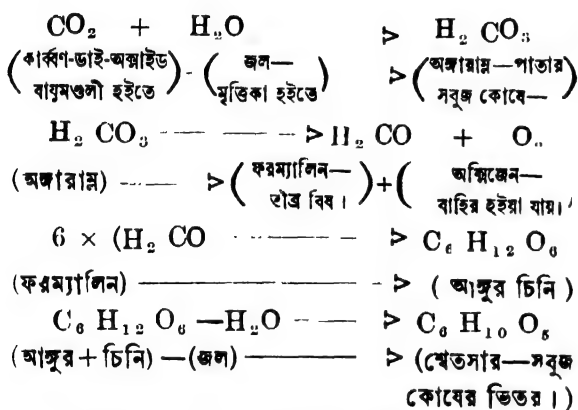 CO₂ + H₂O > H₂ CO₃
(কার্ব্বণ-ডাই-অক্সাইড বায়ুমণ্ডলী হইতে) - (জল— মৃত্তিকা হইতে) > (অঙ্গারাম্ল—পাতার সবুজ কোষে—)
H₂ CO₃ — — — > H₂ CO + O₂
(অঙ্গারাম্ল) —— > (ফরম্যালিন— তীব্র বিষ।) + (অক্সিজেন— বাহির হইয়া যায়।)
6 × (H₂ CO - - - - - > C₆ H₁₂ O₆
(ফরম্যালিন) ———— > ( আঙ্গুর চিনি )
C₆ H₁₂ O₆ —H₂O - - - > C₆ H₁₀ O₅
(আঙ্গুর + চিনি) — (জল) ——— > (শ্বেতসার—সবুজ
কোষের ভিতর।)